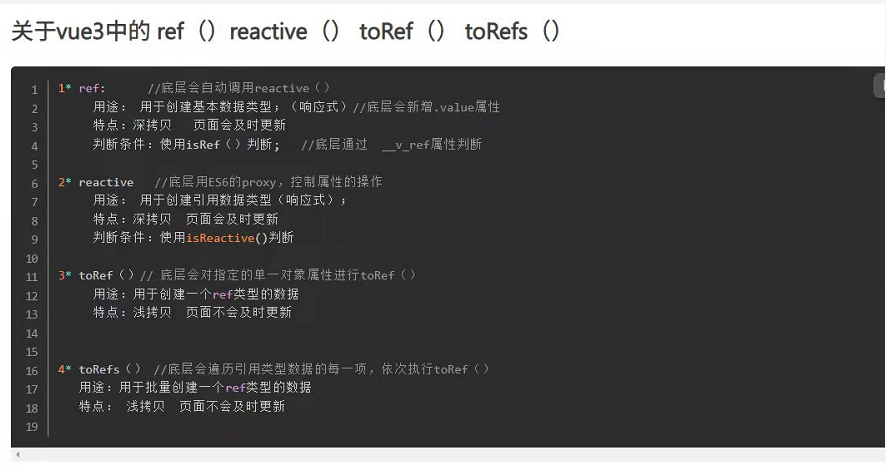 关于vue3中的 ref（）reactive（） toRef（） toRefs（）
1 1* ref: //底层会自动调用reactive（）
2 用途： 用于创建基本数据类型；（响应式）//底层会新增.value属性
3 特点：深拷贝 页面会及时更新
4 判断条件：使用isRef（）判断; //底层通过 __v_ref属性判断
5
6 2* reactive //底层用ES6的proxy，控制属性的操作
7 用途： 用于创建引用数据类型（响应式）；
8 特点：深拷贝 页面会及时更新
9 判断条件：使用isReactive()判断
10
11 3* toRef（）// 底层会对指定的单一对象属性进行toRef（）
12 用途：用于创建一个ref类型的数据
13 特点：浅拷贝 页面不会及时更新
14
15
16 4* toRefs（） //底层会遍历引用类型数据的每一项，依次执行toRef（）
17 用途：用于批量创建一个ref类型的数据
18 特点： 浅拷贝 页面不会及时更新
19